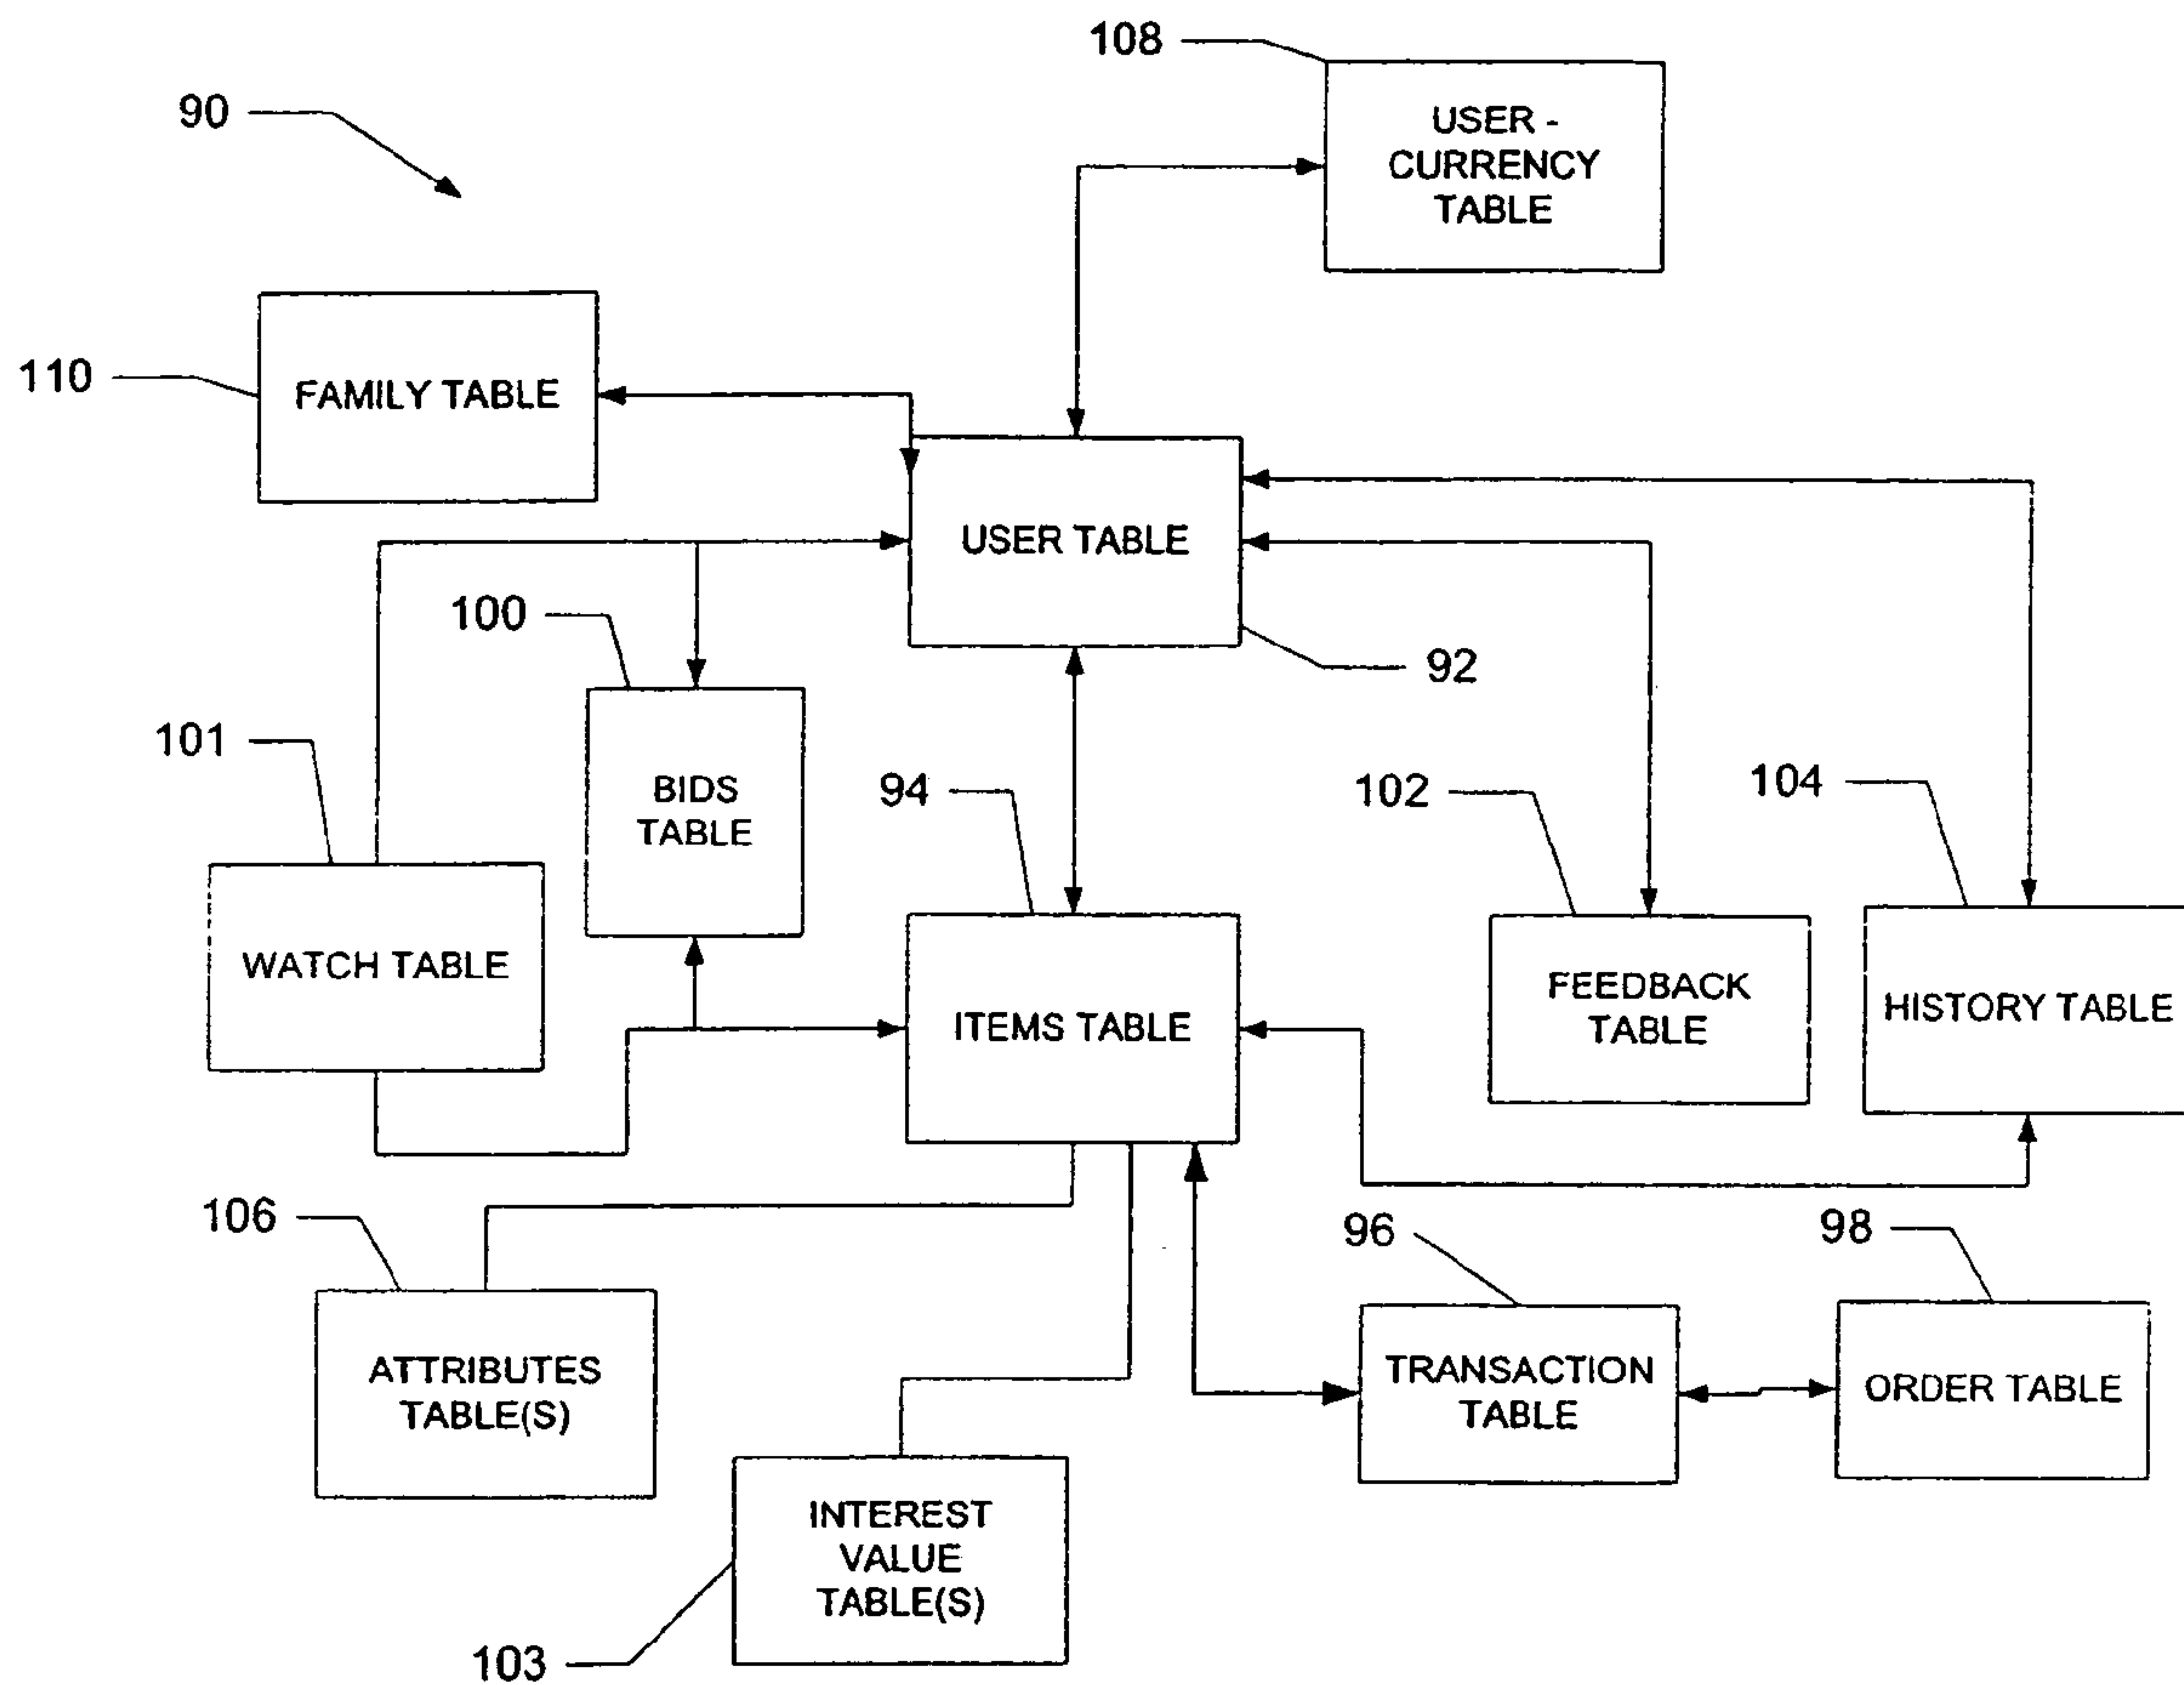 108
90
USER -
CURRENCY
TABLE
110
FAMILY TABLE
USER TABLE
92
100
101
BIDS
TABLE
94
102
104
WATCH TABLE
ITEMS TABLE
FEEDBACK
TABLE
HISTORY TABLE
106
96
98
ATTRIBUTES
TABLE(S)
TRANSACTION
TABLE
ORDER TABLE
INTEREST
VALUE
TABLE(S)
103